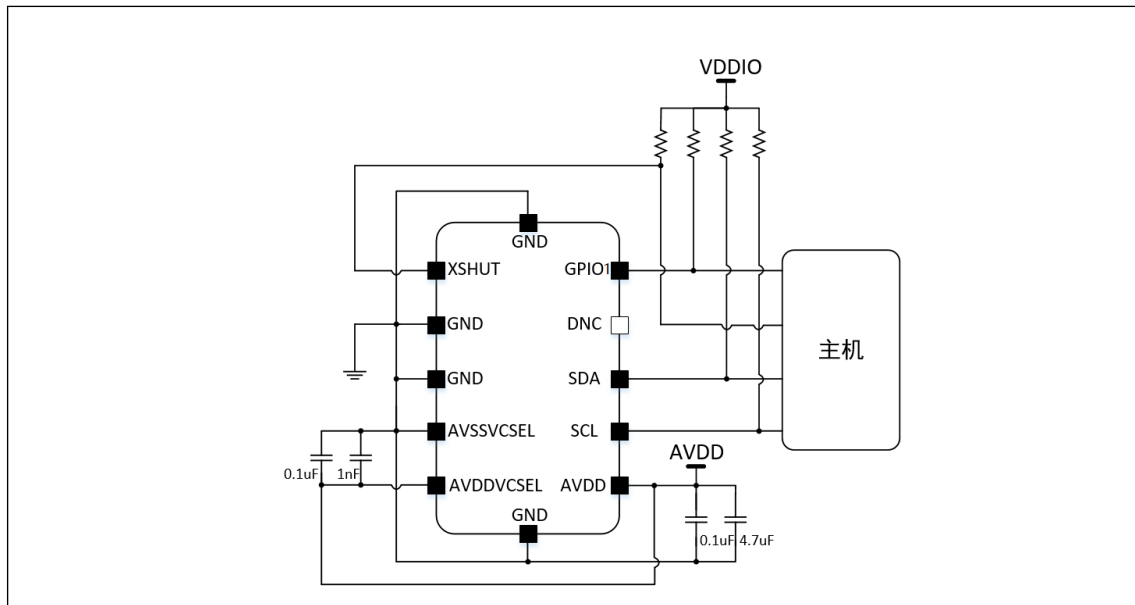 VDDIO
GND
XSHUT
GPIO1
GND
DNC
主机
GND
SDA
AVSSVCSEL
SCL
AVDD
0.1uF
1nF
AVDDVCSEL
AVDD
GND
0.1uF
4.7uF